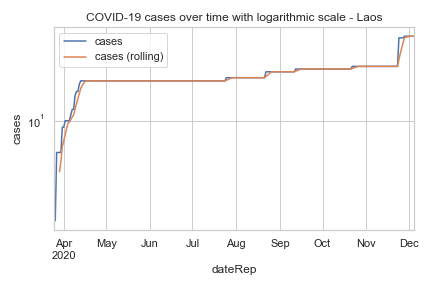 COVID-19 cases over time with logarithmic scale - Laos
cases
cases (rolling)
cases
10¹
Apr May Jun Jul Aug Sep Oct Nov Dec
2020
dateRep